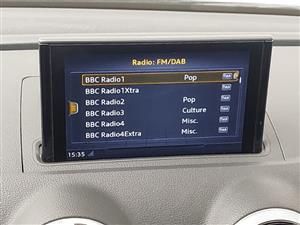 Radio: FM/DAB
BBC Radio1 Pop
BBC Radio1Xtra
BBC Radio2 Pop
BBC Radio3 Culture
BBC Radio4 Misc.
BBC Radio4Extra Misc.
15:35